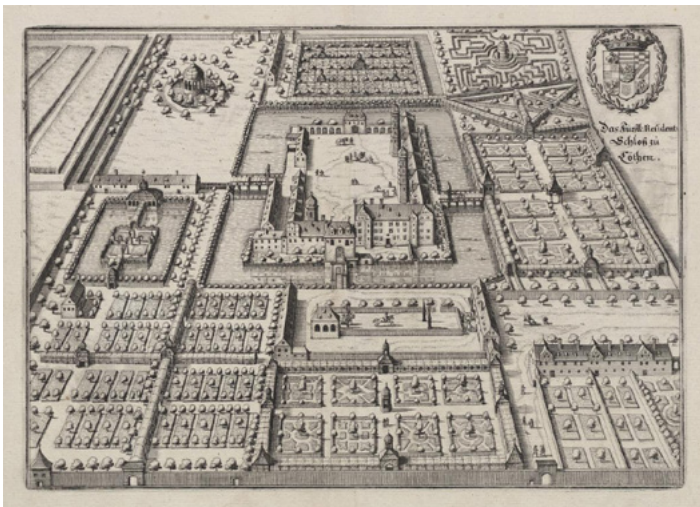 Das Fürstl: Residentz
Schloß zu
Cöthen.